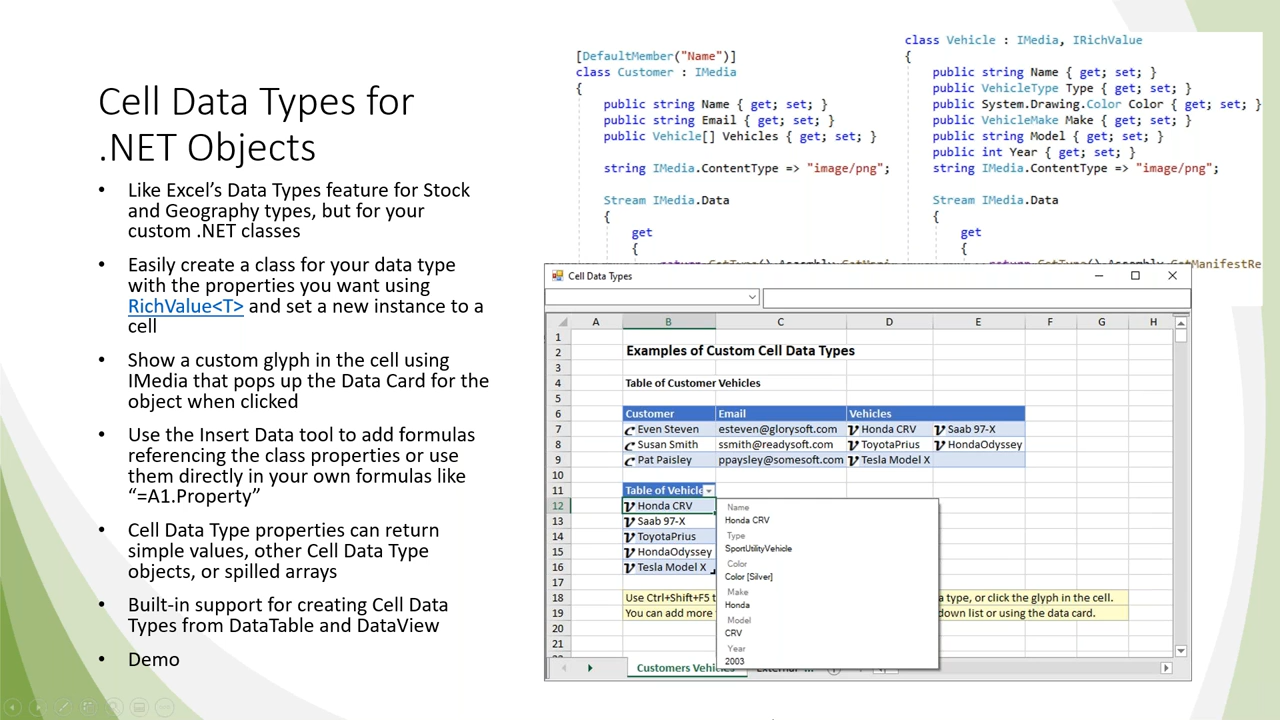 Cell Data Types for
.NET Objects
• Like Excel's Data Types feature for Stock
and Geography types, but for your
custom .NET classes
• Easily create a class for your data type
with the properties you want using
RichValue<T> and set a new instance to a
cell
• Show a custom glyph in the cell using
IMedia that pops up the Data Card for the
object when clicked
• Use the Insert Data tool to add formulas
referencing the class properties or use
them directly in your own formulas like
“=A1.Property”
• Cell Data Type properties can return
simple values, other Cell Data Type
objects, or spilled arrays
• Built-in support for creating Cell Data
Types from DataTable and DataView
• Demo
[DefaultMember("Name")]
class Customer : IMedia
{
public string Name { get; set; }
public string Email { get; set; }
public Vehicle[] Vehicles { get; set; }
string IMedia.ContentType => "image/png";
Stream IMedia.Data
{
get
{
class Vehicle : IMedia, IRichValue
{
public string Name { get; set; }
public VehicleType Type { get; set; }
public System.Drawing.Color Color { get; set; }
public VehicleMake Make { get; set; }
public string Model { get; set; }
public int Year { get; set; }
string IMedia.ContentType => "image/png";
Stream IMedia.Data
{
get
{
Cell Data Types
A B C D E F G H
1
2 Examples of Custom Cell Data Types
3
4 Table of Customer Vehicles
5
6 Customer Email Vehicles
7 Even Steven esteven@glorysoft.com Honda CRV Saab 97-X
8 Susan Smith ssmith@readysoft.com ToyotaPrius HondaOdyssey
9 Pat Paisley ppaysley@somesoft.com Tesla Model X
10
11 Table of Vehicle
12 Honda CRV
13 Saab 97-X
14 ToyotaPrius
15 HondaOdyssey
16 Tesla Model X
17
18 Use Ctrl+Shift+F5 t a type, or click the glyph in the cell.
19 You can add more down list or using the data card.
20
21
Name
Honda CRV
Type
SportUtilityVehicle
Color
Color [Silver]
Make
Honda
Model
CRV
Year
2003
Customers Vehic